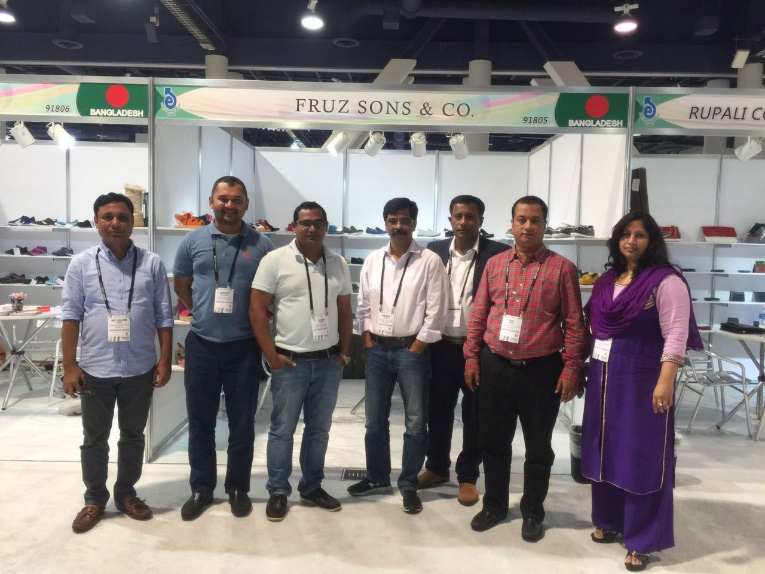 91806
BANGLADESH
FRUZ SONS & CO.
91805
BANGLADESH
RUPALI CO